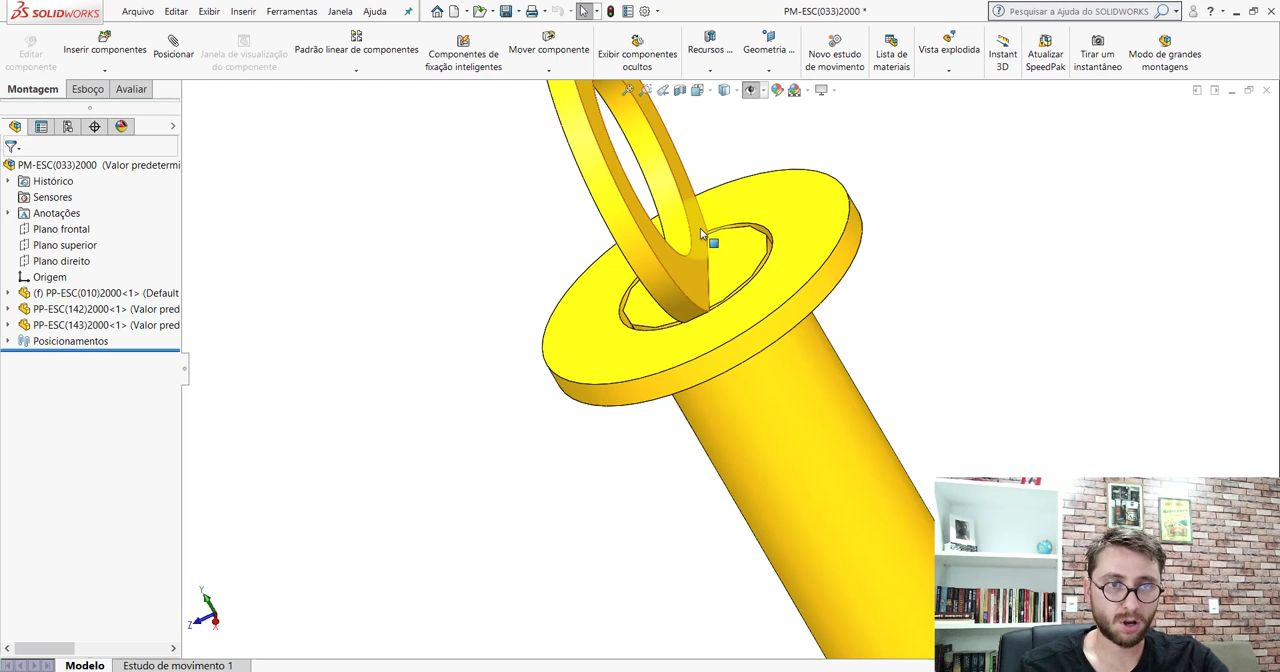 SOLIDWORKS
Arquivo Editar Exibir Inserir Ferramentas Janela Ajuda
PM-ESC(033)2000 *
Pesquisar a Ajuda do SOLIDWORKS
?
Editar componente
Inserir componentes
Posicionar
Janela de visualização do componente
Padrão linear de componentes
Componentes de fixação inteligentes
Mover componente
Exibir componentes ocultos
Recursos ...
Geometria ...
Novo estudo de movimento
Lista de materiais
Vista explodida
Instant 3D
Atualizar SpeedPak
Tirar um instantâneo
Modo de grandes montagens
Montagem Esboço Avaliar
PM-ESC(033)2000 (Valor predetermi
Histórico
Sensores
Anotações
Plano frontal
Plano superior
Plano direito
Origem
(f) PP-ESC(010)2000<1> (Default
PP-ESC(142)2000<1> (Valor pred
PP-ESC(143)2000<1> (Valor pred
Posicionamentos
Y
Z
X
Modelo Estudo de movimento 1